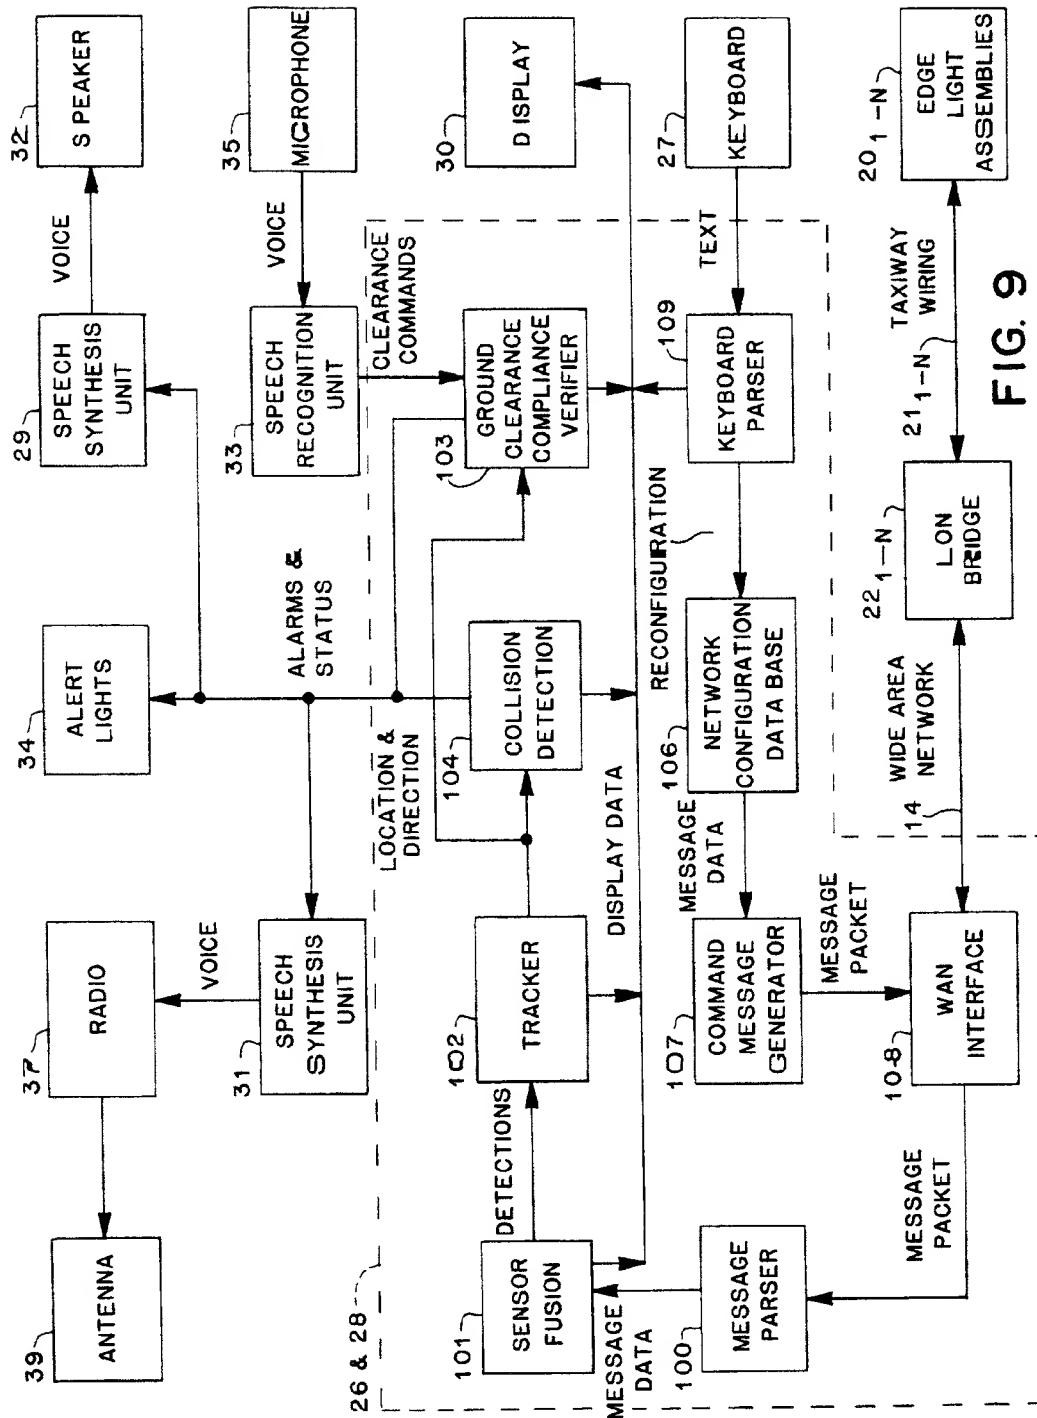 39
ANTENNA
37
RADIO
VOICE
31
SPEECH
SYNTHESIS
UNIT
34
ALERT
LIGHTS
ALARMS &
STATUS
29
SPEECH
SYNTHESIS
UNIT
VOICE
32
SPEAKER
33
SPEECH
RECOGNITION
UNIT
VOICE
35
MICROPHONE
CLEARANCE
COMMANDS
26 & 28
LOCATION &
DIRECTION
101
SENSOR
FUSION
DETECTIONS
102
TRACKER
104
COLLISION
DETECTION
103
GROUND
CLEARANCE
COMPLIANCE
VERIFIER
30
DISPLAY
DISPLAY DATA
MESSAGE
DATA
100
MESSAGE
PARSER
107
COMMAND
MESSAGE
GENERATOR
MESSAGE
DATA
106
NETWORK
CONFIGURATION
DATA BASE
RECONFIGURATION
109
KEYBOARD
PARSER
TEXT
27
KEYBOARD
MESSAGE
PACKET
MESSAGE
PACKET
108
WAN
INTERFACE
14
WIDE AREA
NETWORK
22 1-N
LON
BRIDGE
21 1-N
TAXIWAY
WIRING
20 1-N
EDGE
LIGHT
ASSEMBLIES
FIG. 9